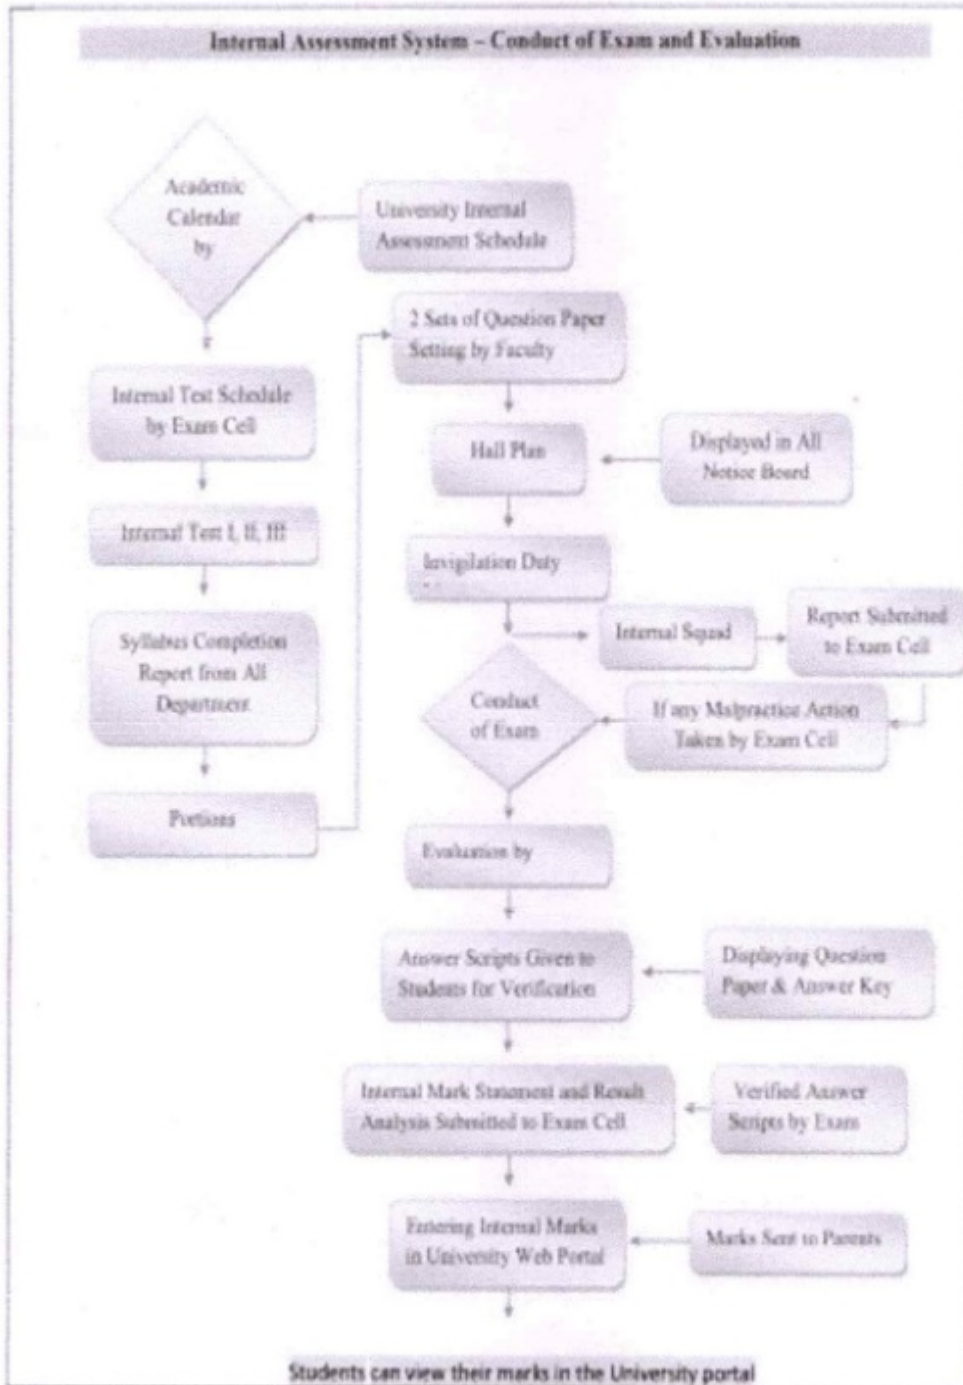 Internal Assessment System – Conduct of Exam and Evaluation
Academic
Calendar
by
University Internal
Assessment Schedule
Internal Test Schedule
by Exam Cell
Internal Test I, II, III
Syllabus Completion
Report from All
Department
Portions
2 Sets of Question Paper
Setting by Faculty
Hall Plan
Displayed in All
Notice Board
Invigilation Duty
Internal Squad
Report Submitted
to Exam Cell
If any Malpractice Action
Taken by Exam Cell
Conduct
of Exam
Evaluation by
Answer Scripts Given to
Students for Verification
Displaying Question
Paper & Answer Key
Internal Mark Statement and Result
Analysis Submitted to Exam Cell
Verified Answer
Scripts by Exam
Entering Internal Marks
in University Web Portal
Marks Sent to Parents
Students can view their marks in the University portal